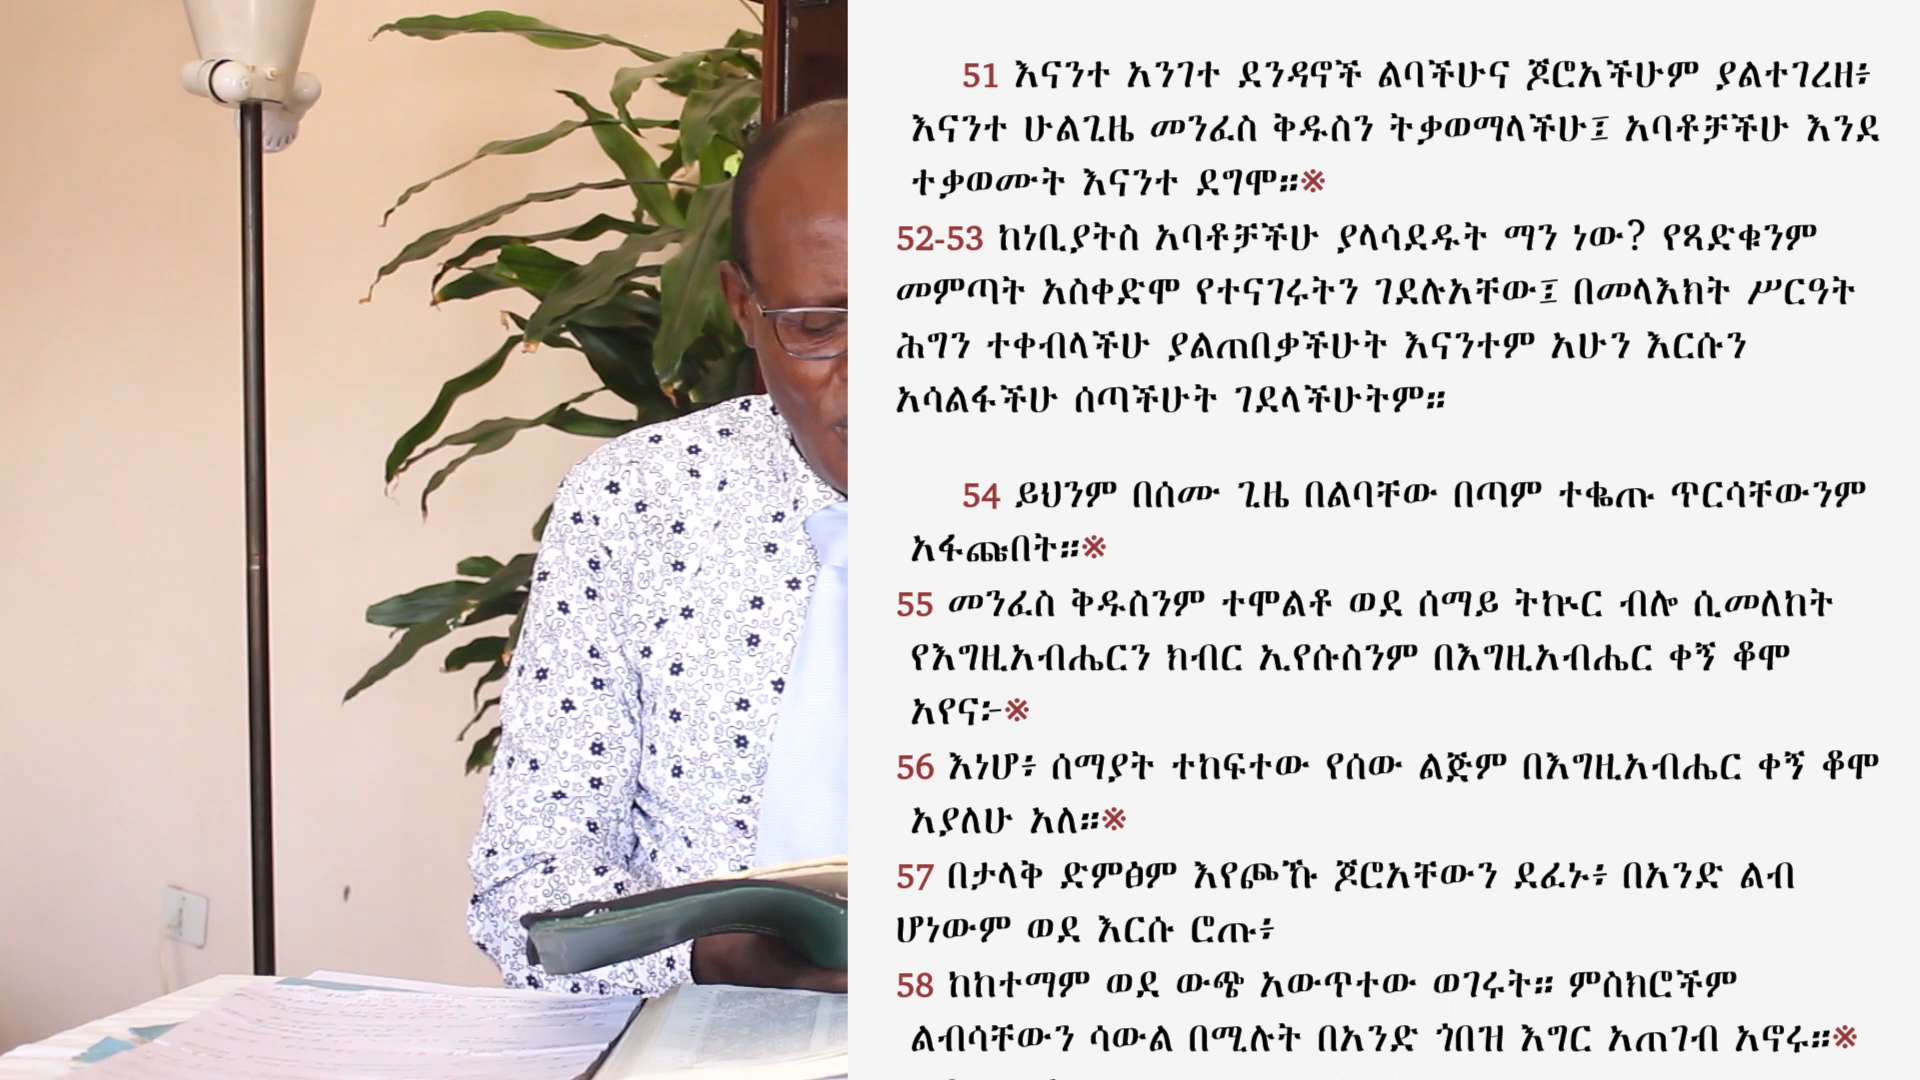 51 እናንተ አንገተ ደንዳኖች ልባችሁና ጆሮአችሁም ያልተገረዘ፥
እናንተ ሁልጊዜ መንፈስ ቅዱስን ትቃወማላችሁ፤ አባቶቻችሁ እንደ
ተቃወሙት እናንተ ደግሞ።※
52-53 ከነቢያትስ አባቶቻችሁ ያላሳደዱት ማን ነው? የጻድቁንም
መምጣት አስቀድሞ የተናገሩትን ገደሉአቸው፤ በመላእክት ሥርዓት
ሕግን ተቀብላችሁ ያልጠበቃችሁት እናንተም አሁን እርሱን
አሳልፋችሁ ሰጣችሁት ገደላችሁትም።
54 ይህንም በሰሙ ጊዜ በልባቸው በጣም ተቈጡ ጥርሳቸውንም
አፋጩበት።※
55 መንፈስ ቅዱስንም ተሞልቶ ወደ ሰማይ ትኩር ብሎ ሲመለከት
የእግዚአብሔርን ክብር ኢየሱስንም በእግዚአብሔር ቀኝ ቆሞ
አየና፦※
56 እነሆ፥ ሰማያት ተከፍተው የሰው ልጅም በእግዚአብሔር ቀኝ ቆሞ
አያለሁ አለ።※
57 በታላቅ ድምፅም እየጮኹ ጆሮአቸውን ደፈኑ፥ በአንድ ልብ
ሆነውም ወደ እርሱ ሮጡ፥
58 ከከተማም ወደ ውጭ አውጥተው ወገሩት። ምስክሮችም
ልብሳቸውን ሳውል በሚሉት በአንድ ጎበዝ እግር አጠገብ አኖሩ።※